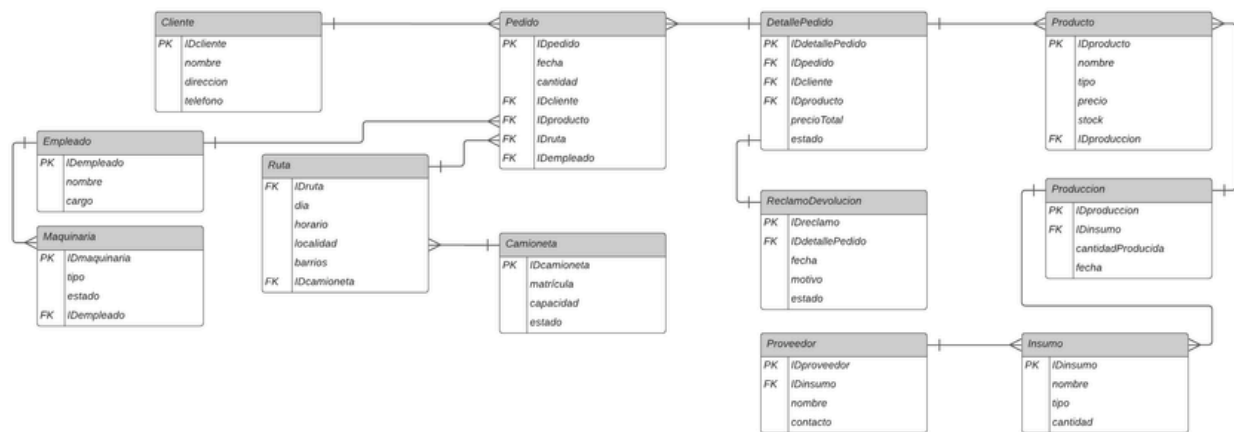 Cliente
PK IDcliente
nombre
direccion
telefono
Pedido
PK IDpedido
fecha
cantidad
FK IDcliente
FK IDproducto
FK IDruta
FK IDempleado
DetallePedido
PK IDdetallePedido
FK IDpedido
FK IDcliente
FK IDproducto
precioTotal
estado
Producto
PK IDproducto
nombre
tipo
precio
stock
FK IDproduccion
Empleado
PK IDempleado
nombre
cargo
Ruta
FK IDruta
dia
horario
localidad
barrios
FK IDcamioneta
ReclamoDevolucion
PK IDreclamo
FK IDdetallePedido
fecha
motivo
estado
Produccion
PK IDproduccion
FK IDinsumo
cantidadProducida
fecha
Maquinaria
PK IDmaquinaria
tipo
estado
FK IDempleado
Camioneta
PK IDcamioneta
matrícula
capacidad
estado
Proveedor
PK IDproveedor
FK IDinsumo
nombre
contacto
Insumo
PK IDinsumo
nombre
tipo
cantidad